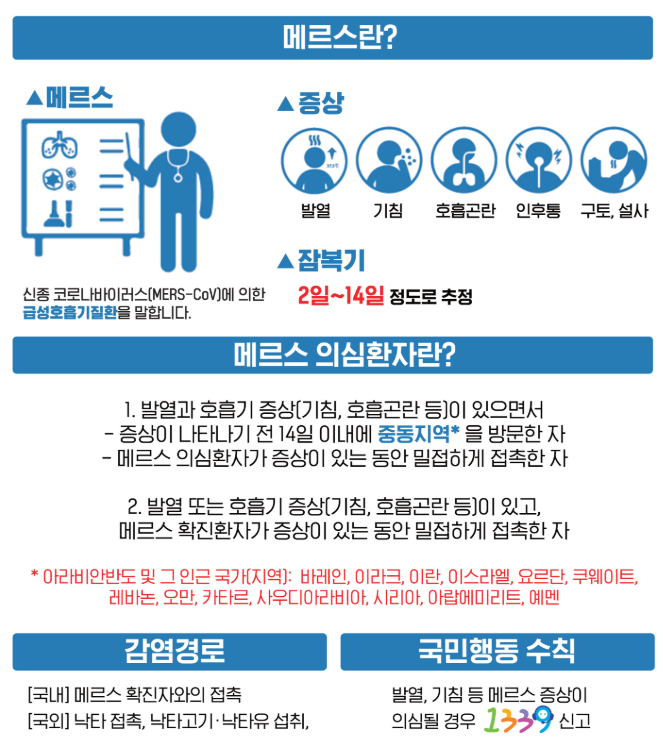 메르스란?
▲메르스
신종 코로나바이러스(MERS-CoV)에 의한
급성호흡기질환을 말합니다.
▲증상
발열
기침
호흡곤란
인후통
구토, 설사
▲잠복기
2일~14일 정도로 추정
메르스 의심환자란?
1. 발열과 호흡기 증상(기침, 호흡곤란 등)이 있으면서
- 증상이 나타나기 전 14일 이내에 중동지역* 을 방문한 자
- 메르스 의심환자가 증상이 있는 동안 밀접하게 접촉한 자
2. 발열 또는 호흡기 증상(기침, 호흡곤란 등)이 있고,
메르스 확진환자가 증상이 있는 동안 밀접하게 접촉한 자
* 아라비안반도 및 그 인근 국가(지역): 바레인, 이라크, 이란, 이스라엘, 요르단, 쿠웨이트,
레바논, 오만, 카타르, 사우디아라비아, 시리아, 아랍에미리트, 예멘
감염경로
[국내] 메르스 확진자와의 접촉
[국외] 낙타 접촉, 낙타고기·낙타유 섭취,
국민행동 수칙
발열, 기침 등 메르스 증상이
의심될 경우 1339 신고